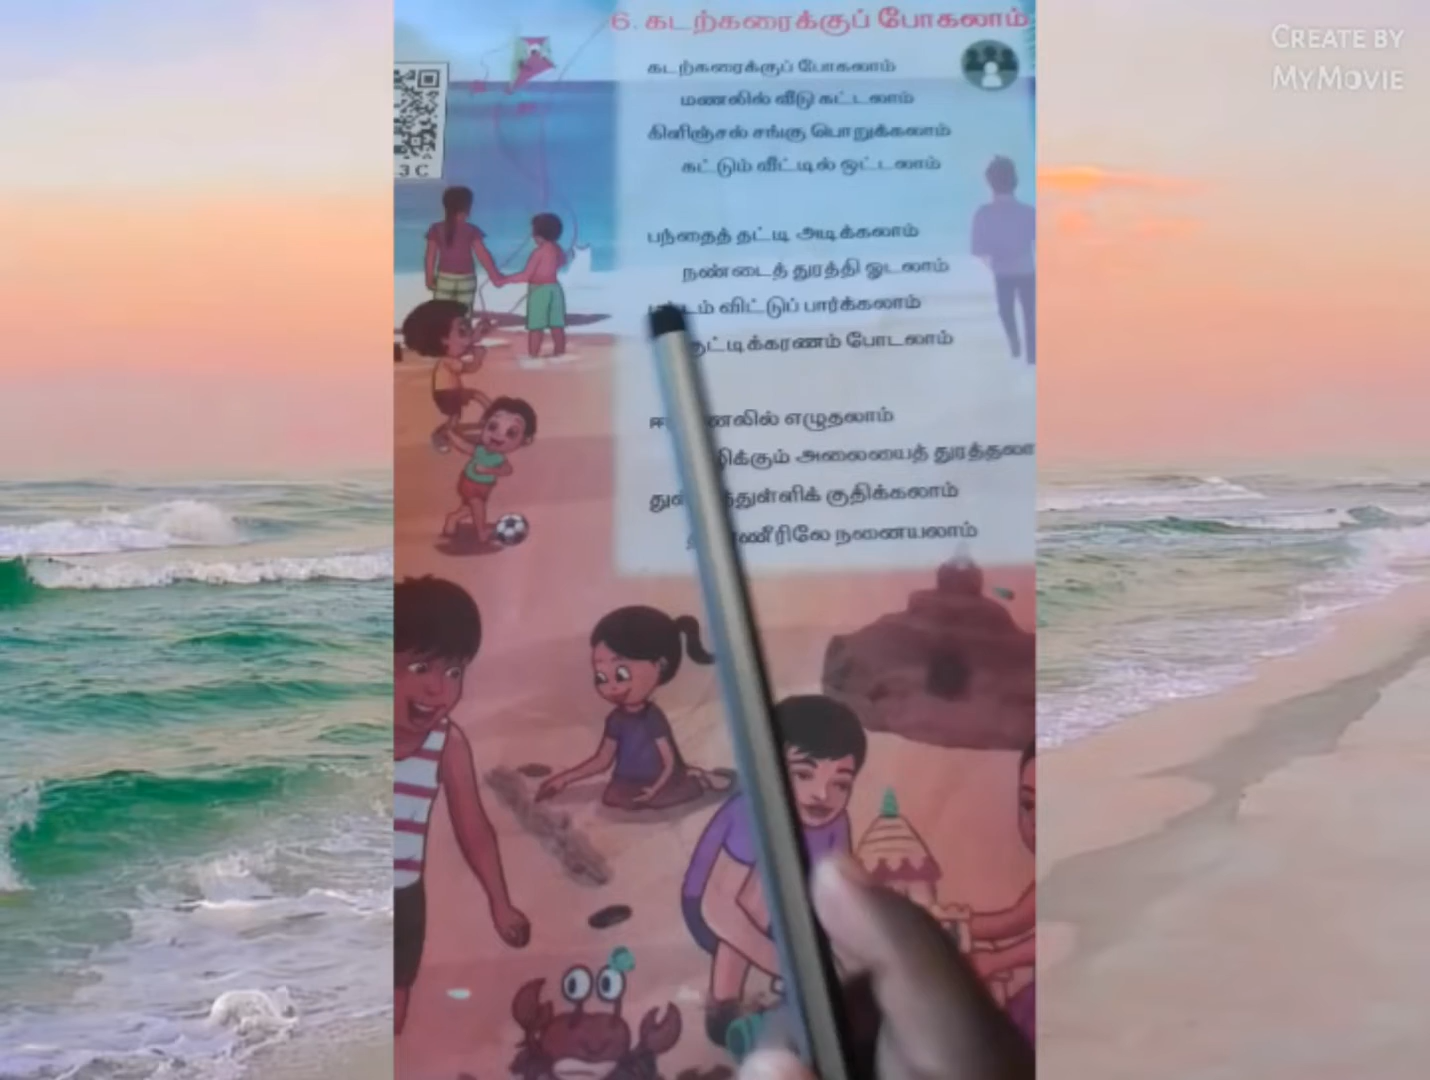 6. கடற்கரைக்குப் போகலாம்
கடற்கரைக்குப் போகலாம்
மணலில் வீடு கட்டலாம்
கிளிஞ்சல் சங்கு பொறுக்கலாம்
கட்டும் வீட்டில் ஒட்டலாம்
பந்தைத் தட்டி அடிக்கலாம்
நண்டைத் துரத்தி ஓடலாம்
விட்டுப் பார்க்கலாம்
போடலாம்
எழுதலாம்
அலையைத் துரத்தலா
குதிக்கலாம்
நனையலாம்
3 C
CREATE BY
MYMOVIE